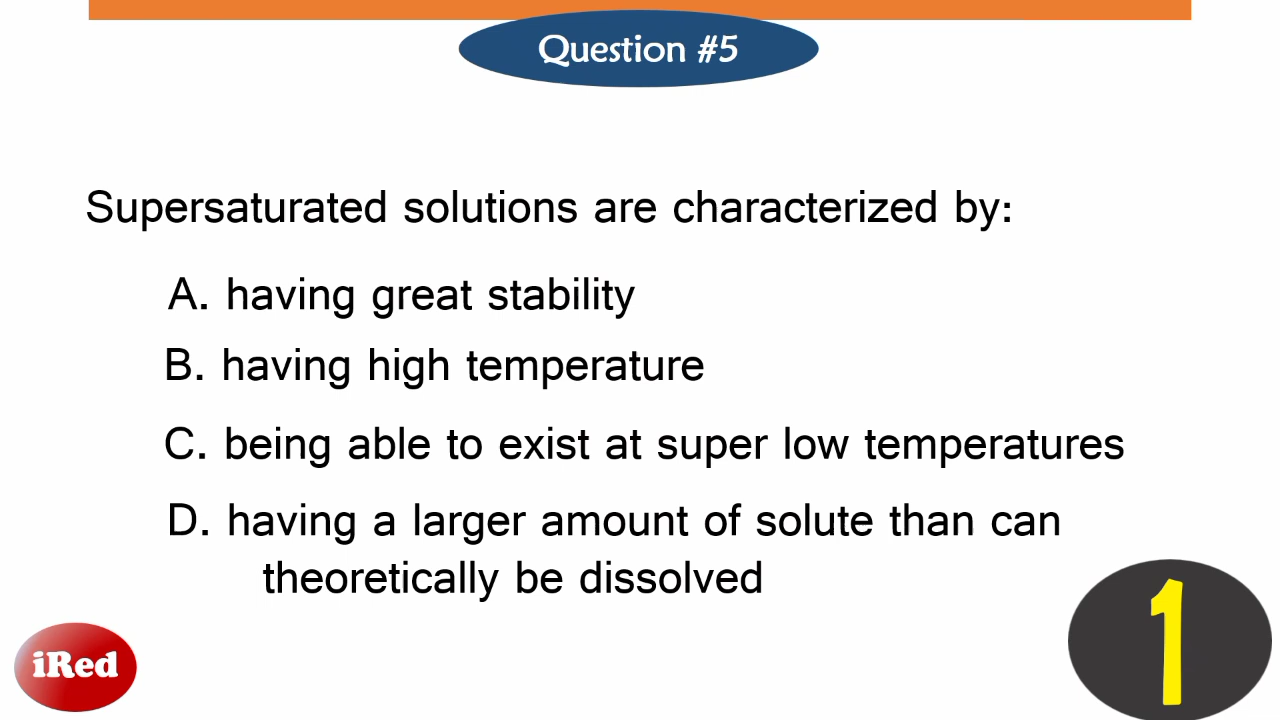 Question #5
Supersaturated solutions are characterized by:
A. having great stability
B. having high temperature
C. being able to exist at super low temperatures
D. having a larger amount of solute than can
theoretically be dissolved
iRed
1